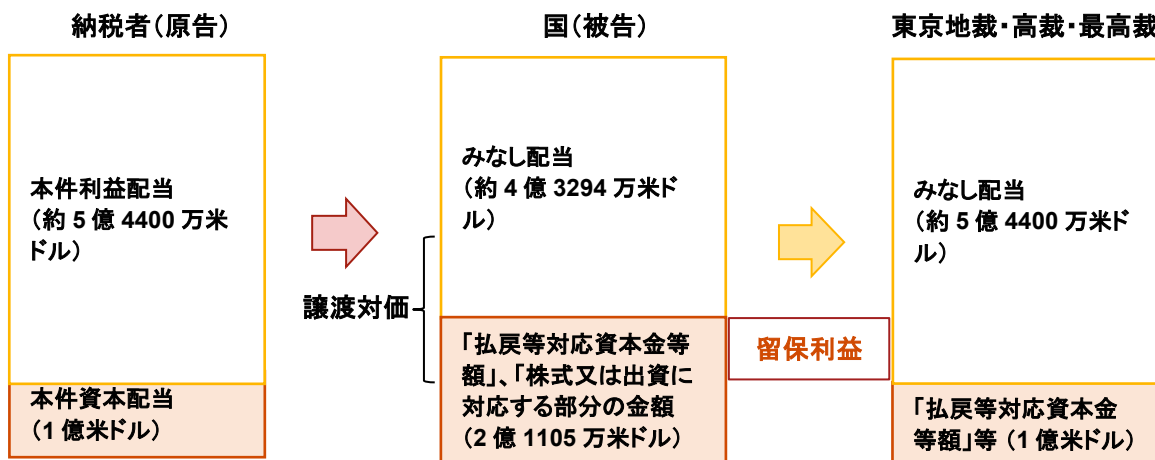 納税者(原告)
国(被告)
東京地裁・高裁・最高裁
本件利益配当
(約 5 億 4400 万米
ドル)
本件資本配当
(1 億米ドル)
譲渡対価
みなし配当
(約 4 億 3294 万米ド
ル)
「払戻等対応資本金等
額」、「株式又は出資に
対応する部分の金額
(2 億 1105 万米ドル)
留保利益
みなし配当
(約 5 億 4400 万米ド
ル)
「払戻等対応資本金
等額」等 (1 億米ドル)